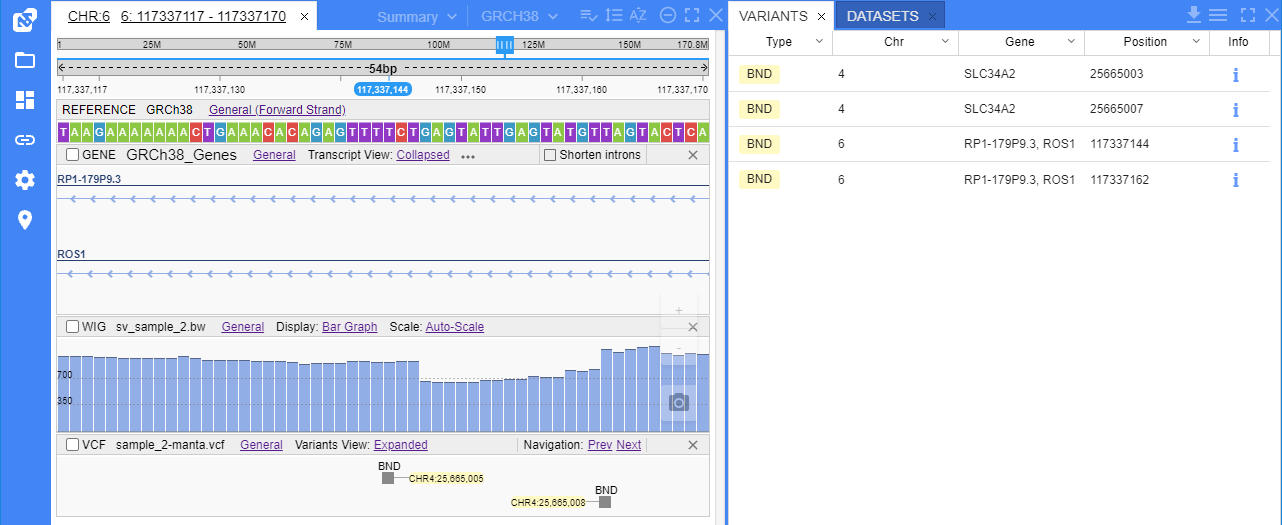 CHR:6 6: 117337117 - 117337170 × Summary GRCH38
1 25M 50M 75M 100M 125M 150M 170.8M
54bp
117,337,117 117,337,130 117,337,144 117,337,150 117,337,160 117,337,170
REFERENCE GRCh38 General (Forward Strand)
TAAGAAAAAAACTGAAACACAGAGTTTTCTGAGTATTGAGTATGTTAGTACTCA
GENE GRCh38_Genes General Transcript View: Collapsed ••• Shorten introns ×
RP1-179P9.3
ROS1
WIG sv_sample_2.bw General Display: Bar Graph Scale: Auto-Scale ×
+
-
700
350
VCF sample_2-manta.vcf General Variants View: Expanded Navigation: Prev Next ×
BND
CHR4:25,665,005
BND
CHR4:25,665,008
VARIANTS × DATASETS ×
Type Chr Gene Position Info
BND 4 SLC34A2 25665003 i
BND 4 SLC34A2 25665007 i
BND 6 RP1-179P9.3, ROS1 117337144 i
BND 6 RP1-179P9.3, ROS1 117337162 i